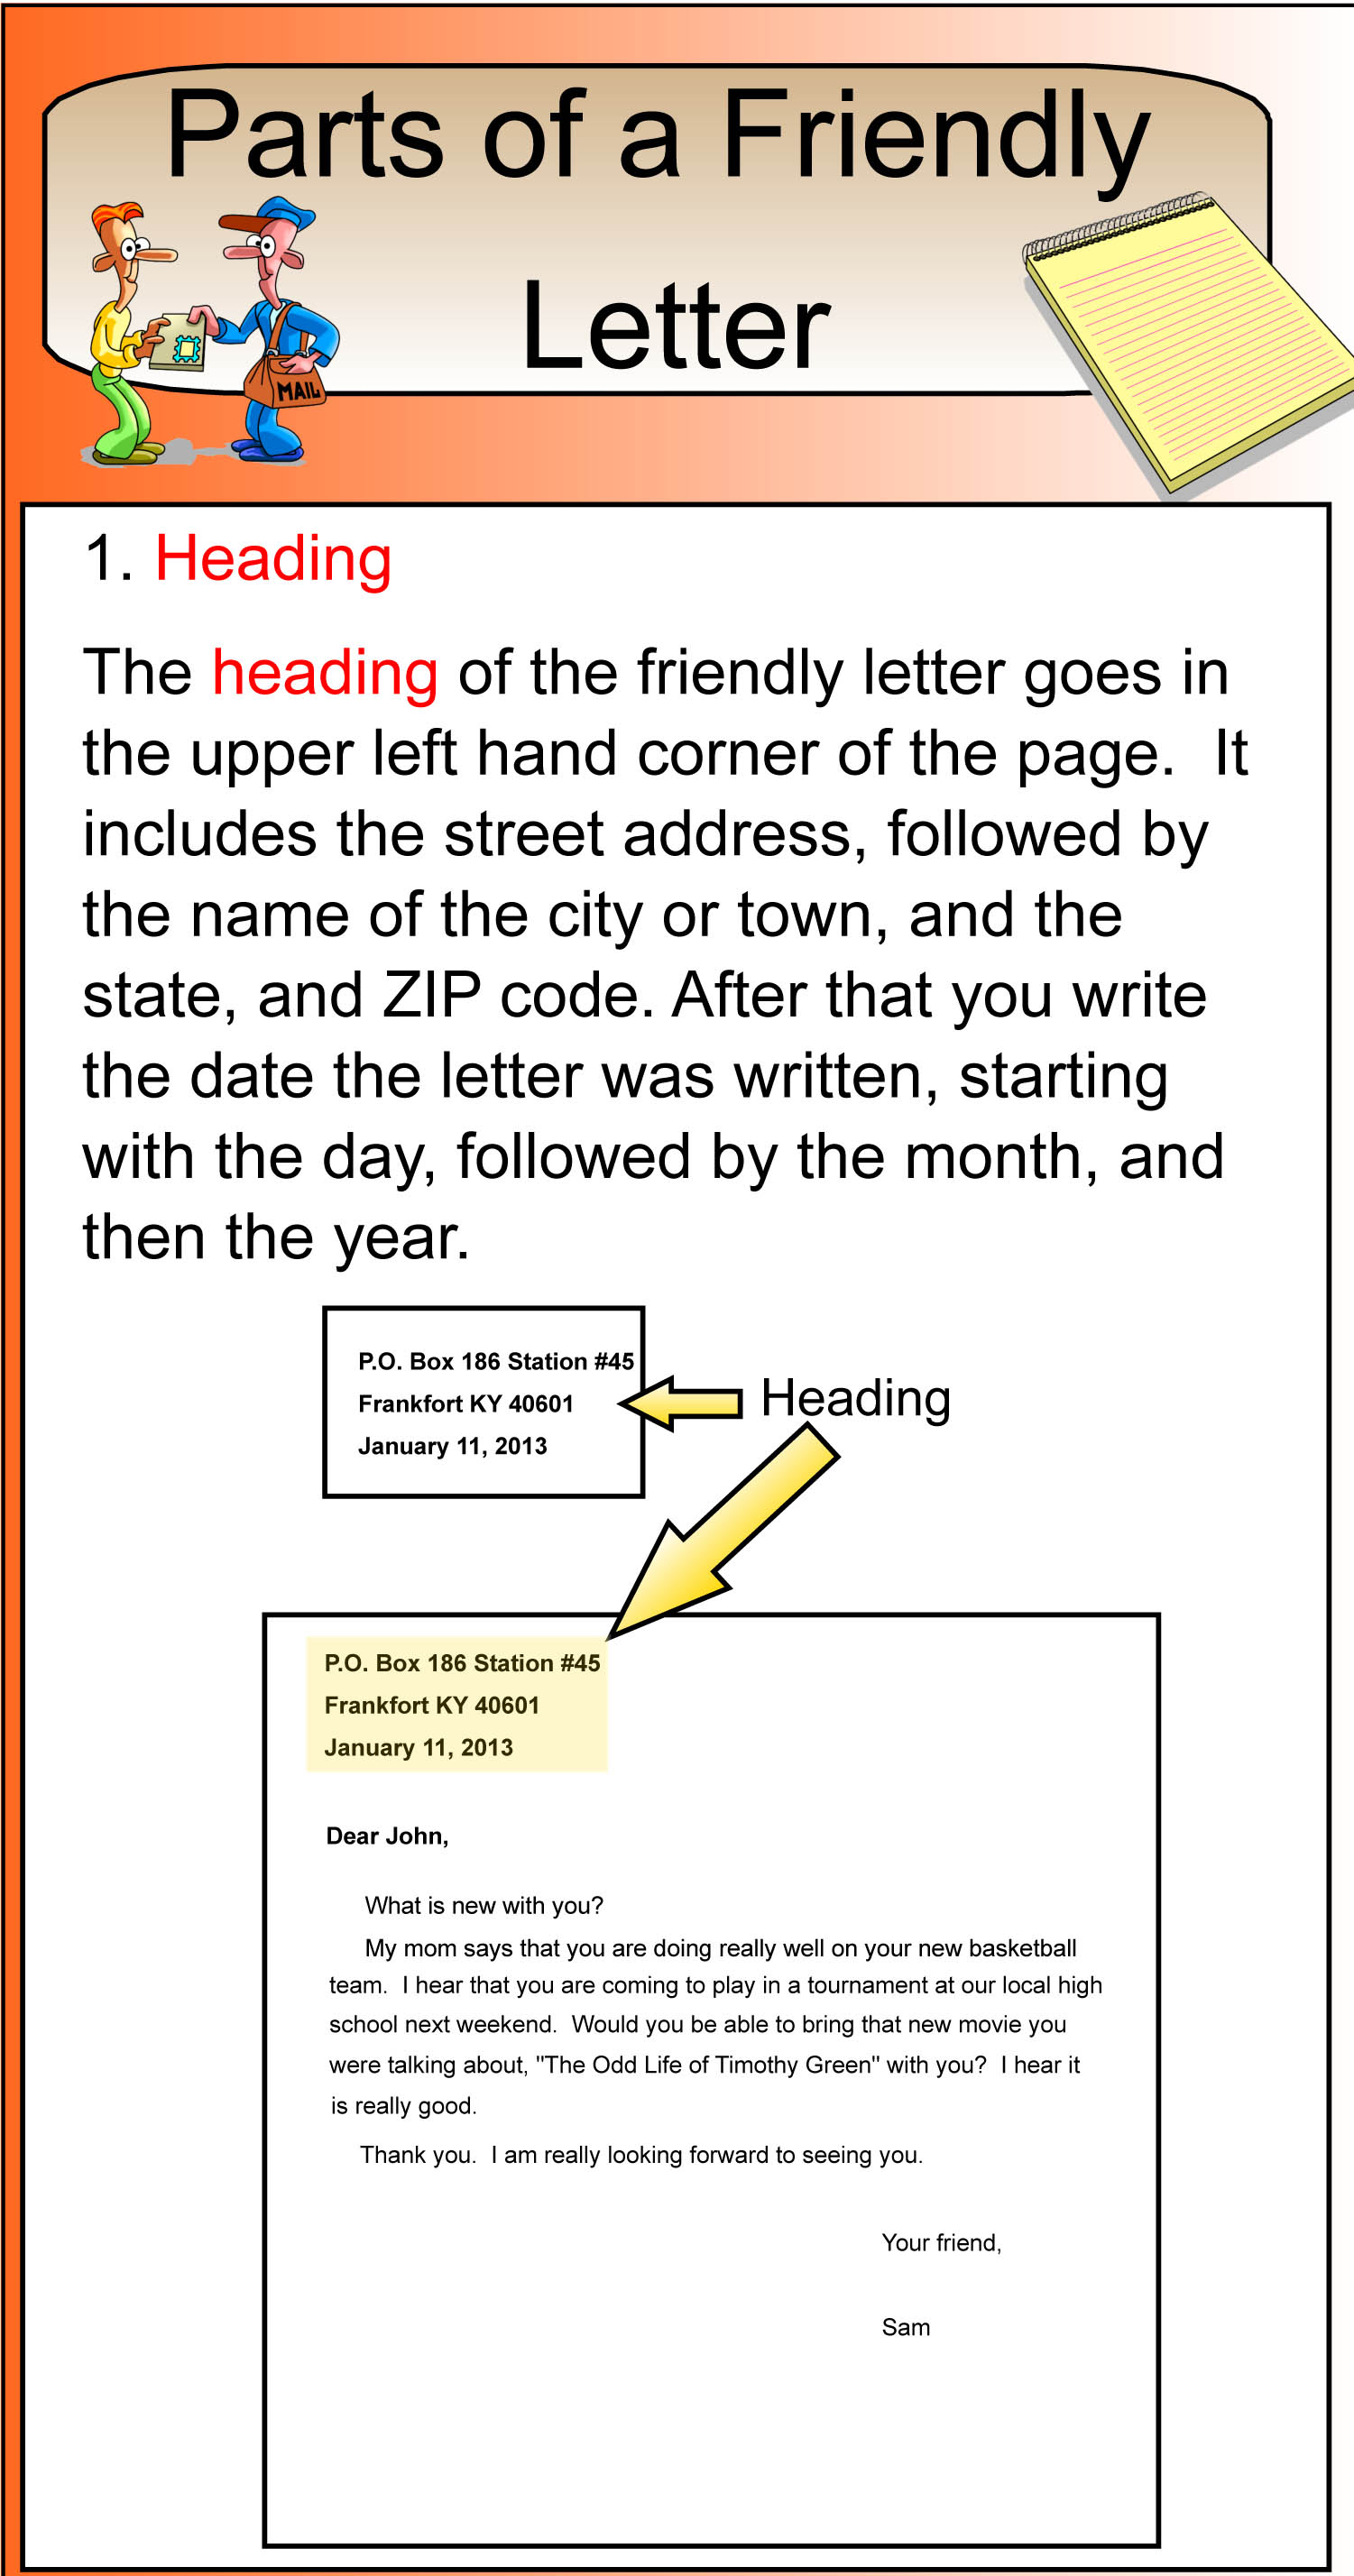 Parts of a Friendly
Letter
MAIL
1. Heading
The heading of the friendly letter goes in
the upper left hand corner of the page.  It
includes the street address, followed by
the name of the city or town, and the
state, and ZIP code. After that you write
the date the letter was written, starting
with the day, followed by the month, and
then the year.
P.O. Box 186 Station #45
Frankfort KY 40601
January 11, 2013
Heading
P.O. Box 186 Station #45
Frankfort KY 40601
January 11, 2013
Dear John,
What is new with you?
My mom says that you are doing really well on your new basketball
team.  I hear that you are coming to play in a tournament at our local high
school next weekend.  Would you be able to bring that new movie you
were talking about, "The Odd Life of Timothy Green" with you?  I hear it
is really good.
Thank you.  I am really looking forward to seeing you.
Your friend,
Sam